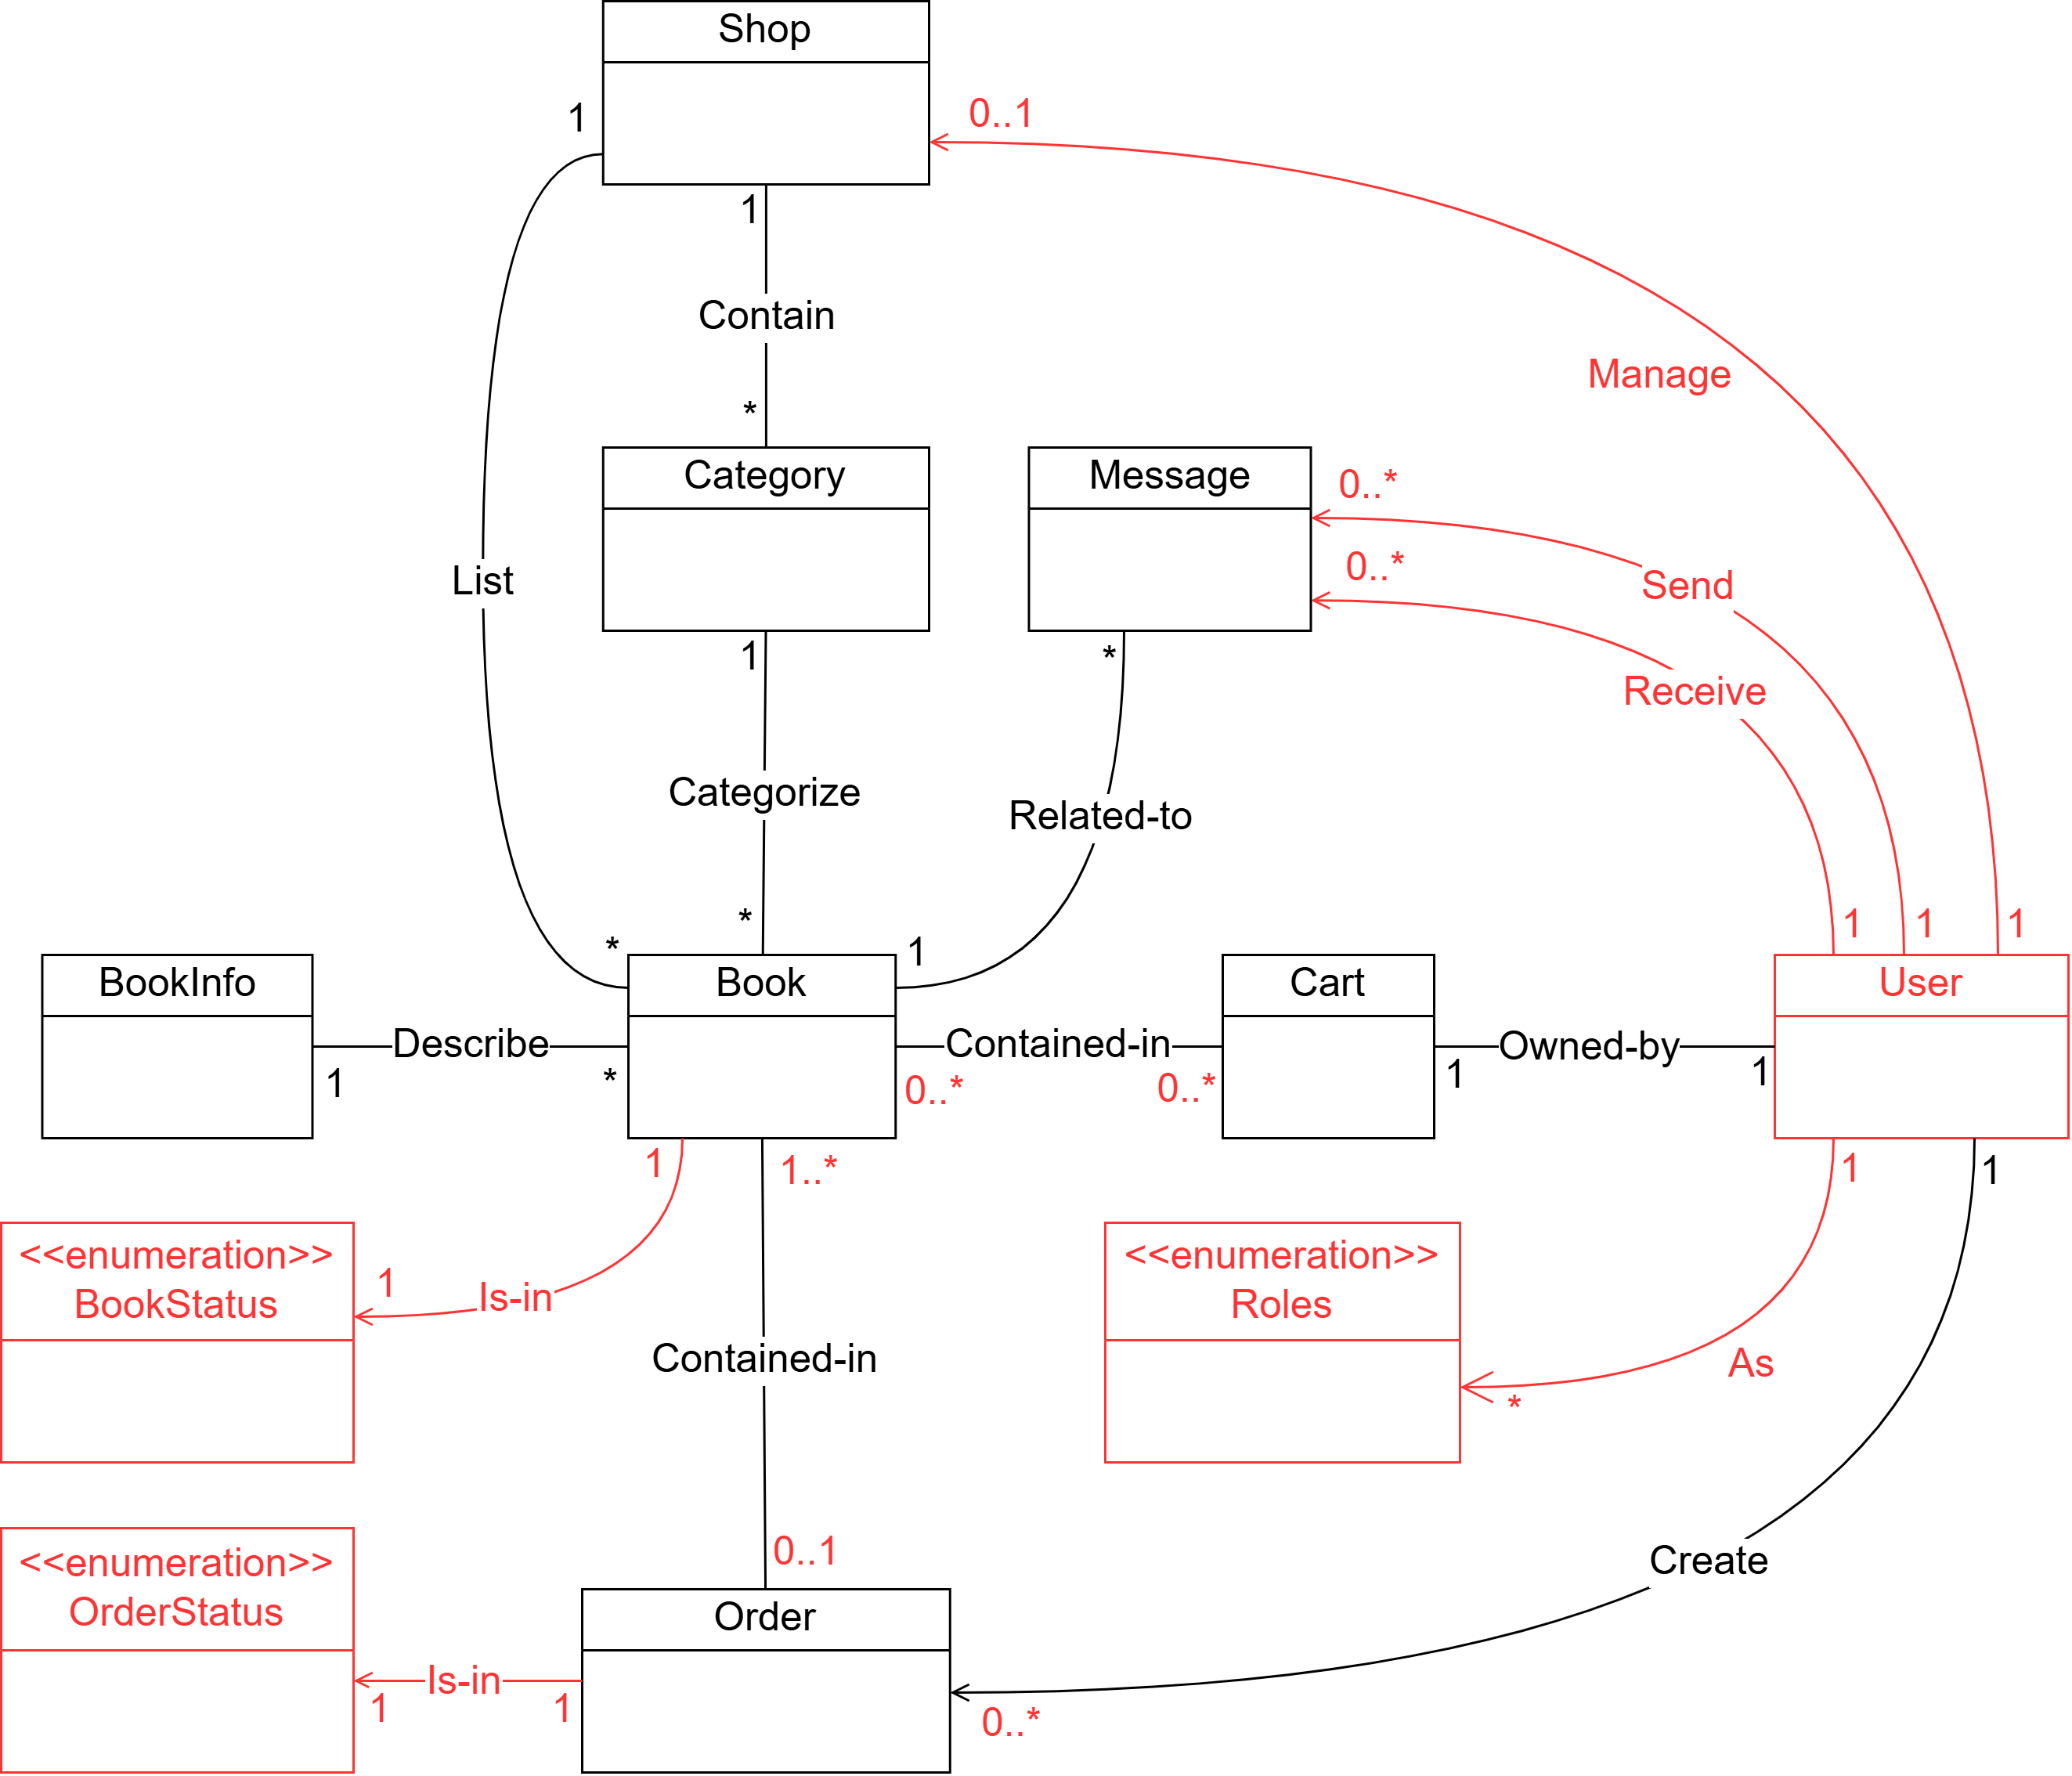 Shop
1
0..1
1
Contain
Manage
*
Category
Message
0..*
0..*
List
Send
1
*
Receive
Categorize
Related-to
*
*
1
1
1
1
BookInfo
Book
Cart
User
Describe
Contained-in
Owned-by
1
*
0..*
0..*
1
1
1
1..*
1
1
<<enumeration>>
BookStatus
1
Is-in
<<enumeration>>
Roles
Contained-in
As
*
<<enumeration>>
OrderStatus
0..1
Create
Order
Is-in
1
1
0..*